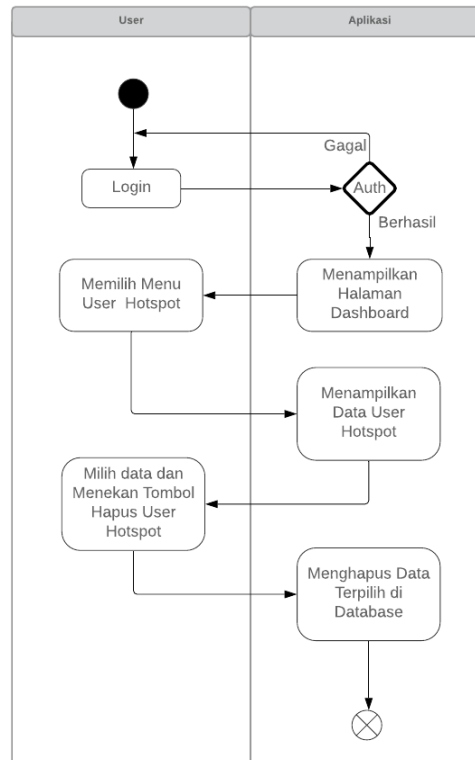 User
Aplikasi
Gagal
Login
Auth
Berhasil
Memilih Menu
User Hotspot
Menampilkan
Halaman
Dashboard
Menampilkan
Data User
Hotspot
Milih data dan
Menekan Tombol
Hapus User
Hotspot
Menghapus Data
Terpilih di
Database